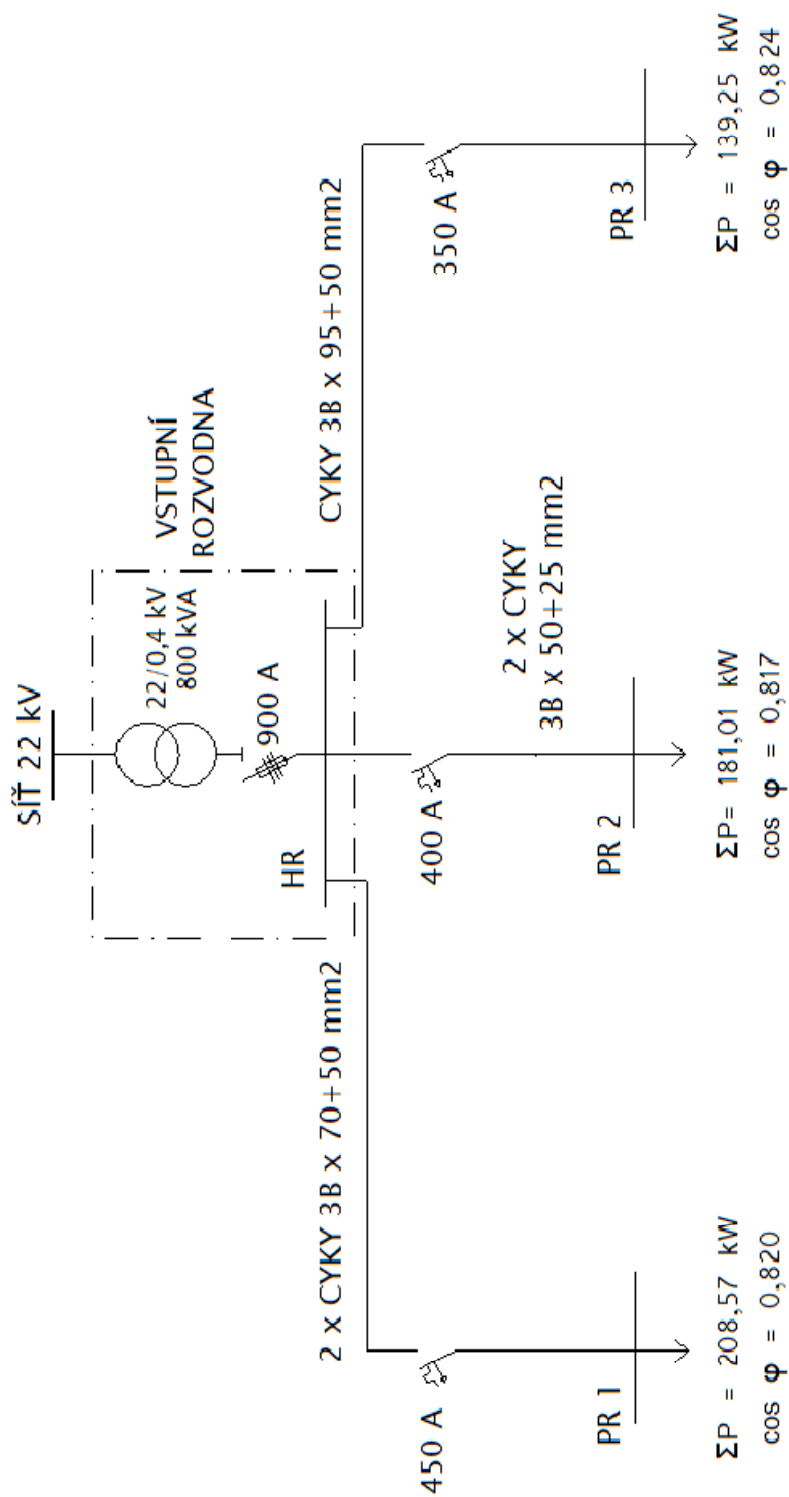 SÍŤ 22 kV
22/0,4 kV
800 kVA
VSTUPNÍ
ROZVODNA
900 A
HR
2 x CYKY 3B x 70+50 mm2
CYKY 3B x 95+50 mm2
450 A
400 A
350 A
2 x CYKY
3B x 50+25 mm2
PR 1
PR 2
PR 3
ΣP = 208,57 kW
cos φ = 0,820
ΣP= 181,01 kW
cos φ = 0,817
ΣP = 139,25 kW
cos φ = 0,824